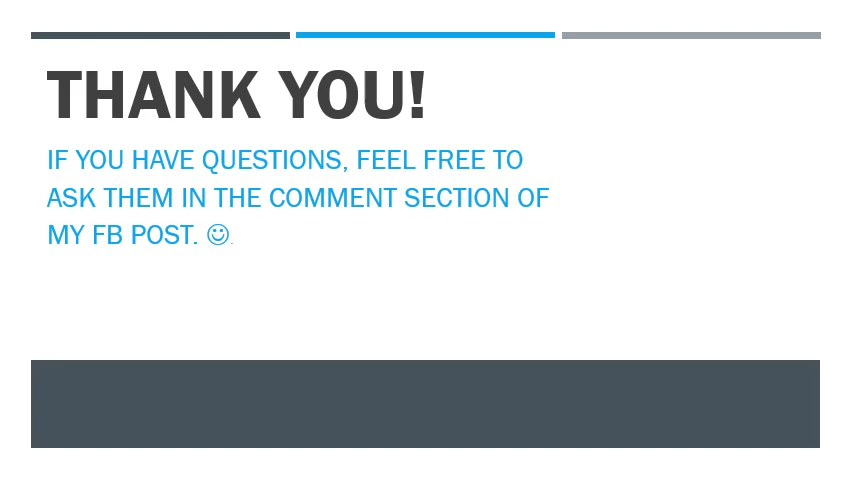 THANK YOU!
IF YOU HAVE QUESTIONS, FEEL FREE TO
ASK THEM IN THE COMMENT SECTION OF
MY FB POST. ☺.